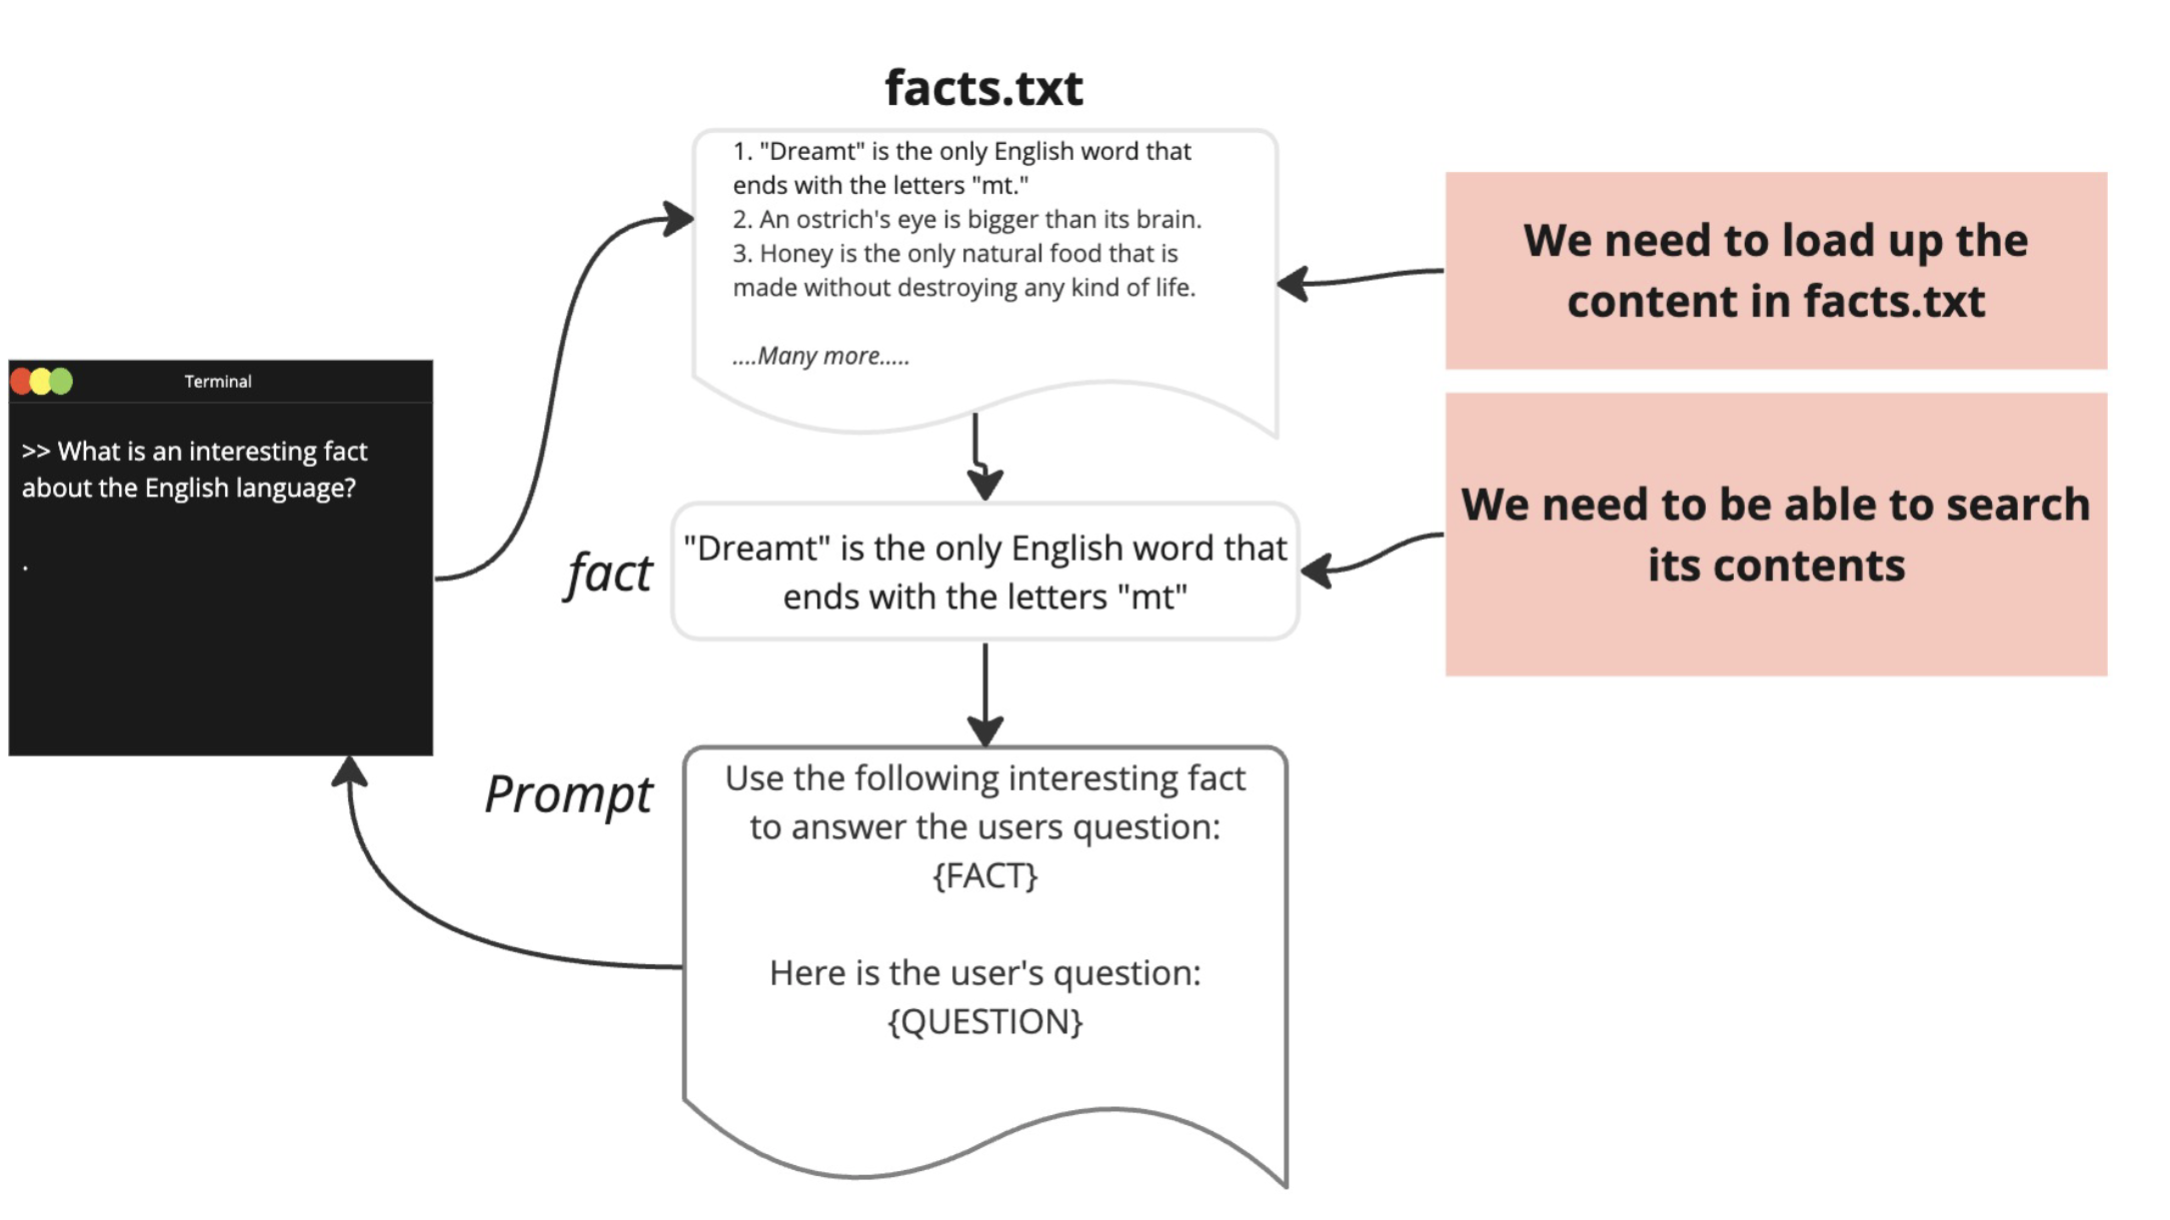 facts.txt
1. "Dreamt" is the only English word that
ends with the letters "mt."
2. An ostrich's eye is bigger than its brain.
3. Honey is the only natural food that is
made without destroying any kind of life.
....Many more.....
We need to load up the
content in facts.txt
Terminal
>> What is an interesting fact
about the English language?
.
fact
"Dreamt" is the only English word that
ends with the letters "mt"
We need to be able to search
its contents
Prompt
Use the following interesting fact
to answer the users question:
{FACT}
Here is the user's question:
{QUESTION}